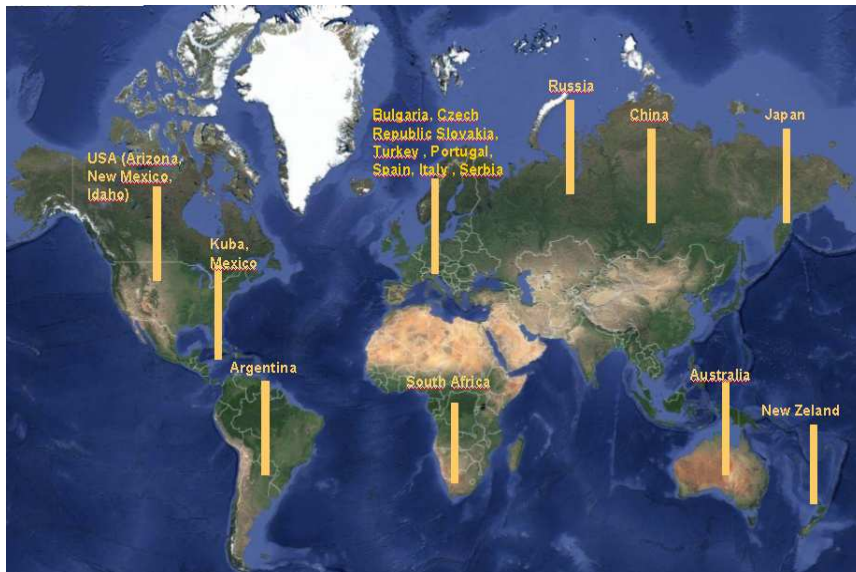 Russia
Bulgaria, Czech
Republic Slovakia,
Turkey , Portugal,
Spain, Italy , Serbia
China
Japan
USA (Arizona,
New Mexico,
Idaho)
Kuba,
Mexico
Argentina
South Africa
Australia
New Zeland